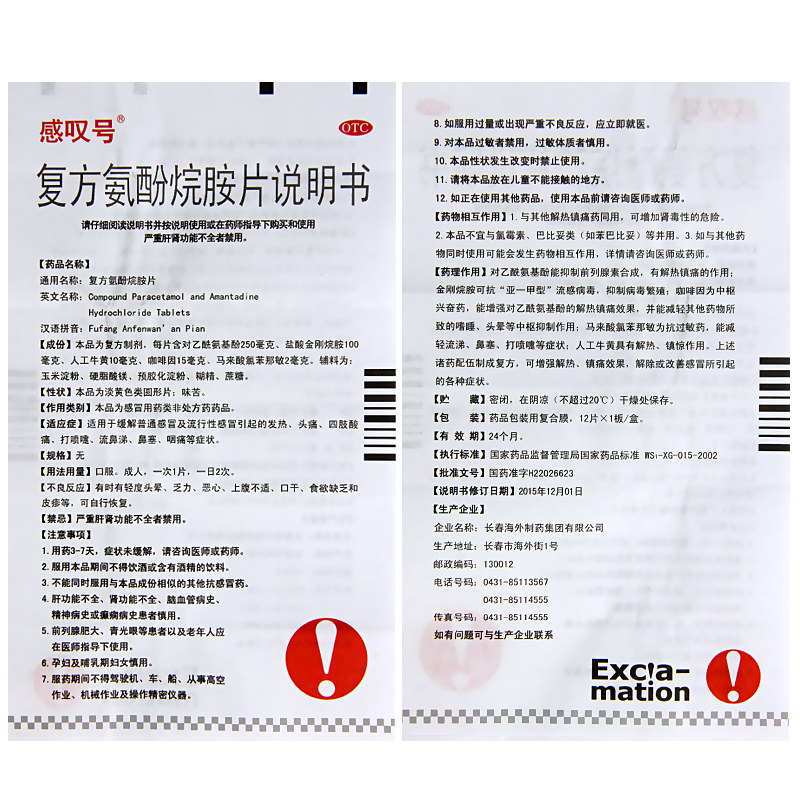 感叹号®
OTC
复方氨酚烷胺片说明书
请仔细阅读说明书并按说明使用或在药师指导下购买和使用
严重肝肾功能不全者禁用。
【药品名称】
通用名称：复方氨酚烷胺片
英文名称：Compound Paracetamol and Amantadine
Hydrochloride Tablets
汉语拼音：Fufang Anfenwan'an Pian
【成份】本品为复方制剂，每片含对乙酰氨基酚250毫克、盐酸金刚烷胺100
毫克、人工牛黄10毫克、咖啡因15毫克、马来酸氯苯那敏2毫克。辅料为：
玉米淀粉、硬脂酸镁、预胶化淀粉、糊精、蔗糖。
【性状】本品为淡黄色类圆形片；味苦。
【作用类别】本品为感冒用药类非处方药药品。
【适应症】适用于缓解普通感冒及流行性感冒引起的发热、头痛、四肢酸
痛、打喷嚏、流鼻涕、鼻塞、咽痛等症状。
【规格】无
【用法用量】口服。成人，一次1片，一日2次。
【不良反应】有时有轻度头晕、乏力、恶心、上腹不适、口干、食欲缺乏和
皮疹等，可自行恢复。
【禁忌】严重肝肾功能不全者禁用。
【注意事项】
1.用药3-7天，症状未缓解，请咨询医师或药师。
2.服用本品期间不得饮酒或含有酒精的饮料。
3.不能同时服用与本品成份相似的其他抗感冒药。
4.肝功能不全、肾功能不全、脑血管病史、
精神病史或癫痫病史患者慎用。
5.前列腺肥大、青光眼等患者以及老年人应
在医师指导下使用。
6.孕妇及哺乳期妇女慎用。
7.服药期间不得驾驶机、车、船、从事高空
作业、机械作业及操作精密仪器。
8.如服用过量或出现严重不良反应，应立即就医。
9.对本品过敏者禁用，过敏体质者慎用。
10.本品性状发生改变时禁止使用。
11.请将本品放在儿童不能接触的地方。
12.如正在使用其他药品，使用本品前请咨询医师或药师。
【药物相互作用】1.与其他解热镇痛药同用，可增加肾毒性的危险。
2.本品不宜与氯霉素、巴比妥类（如苯巴比妥）等并用。3.如与其他药
物同时使用可能会发生药物相互作用，详情请咨询医师或药师。
【药理作用】对乙酰氨基酚能抑制前列腺素合成，有解热镇痛的作用；
金刚烷胺可抗“亚一甲型”流感病毒，抑制病毒繁殖；咖啡因为中枢
兴奋药，能增强对乙酰氨基酚的解热镇痛效果，并能减轻其他药物所
致的嗜睡、头晕等中枢抑制作用；马来酸氯苯那敏为抗过敏药，能减
轻流涕、鼻塞、打喷嚏等症状；人工牛黄具有解热、镇惊作用。上述
诸药配伍制成复方，可增强解热、镇痛效果，解除或改善感冒所引起
的各种症状。
【贮 藏】密闭，在阴凉（不超过20℃）干燥处保存。
【包 装】药品包装用复合膜，12片×1板/盒。
【有 效 期】24个月。
【执行标准】国家药品监督管理局国家药品标准 WS₁-XG-015-2002
【批准文号】国药准字H22026623
【说明书修订日期】2015年12月01日
【生产企业】
企业名称：长春海外制药集团有限公司
生产地址：长春市海外街1号
邮政编码：130012
电话号码：0431-85113567
0431-85114555
传真号码：0431-85114555
如有问题可与生产企业联系
Exc!a-
mation